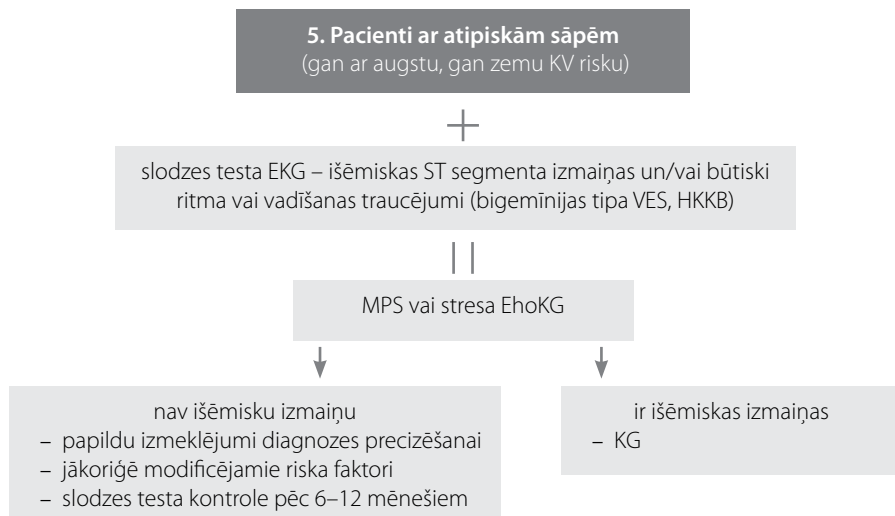 5. Pacienti ar atipiskām sāpēm
(gan ar augstu, gan zemu KV risku)
+
slodzes testa EKG – išēmiskas ST segmenta izmaiņas un/vai būtiski
ritma vai vadīšanas traucējumi (bigemīnijas tipa VES, HKKB)
MPS vai stresa EhoKG
nav išēmisku izmaiņu
– papildu izmeklējumi diagnozes precizēšanai
– jākoriģē modificējamie riska faktori
– slodzes testa kontrole pēc 6–12 mēnešiem
ir išēmiskas izmaiņas
– KG